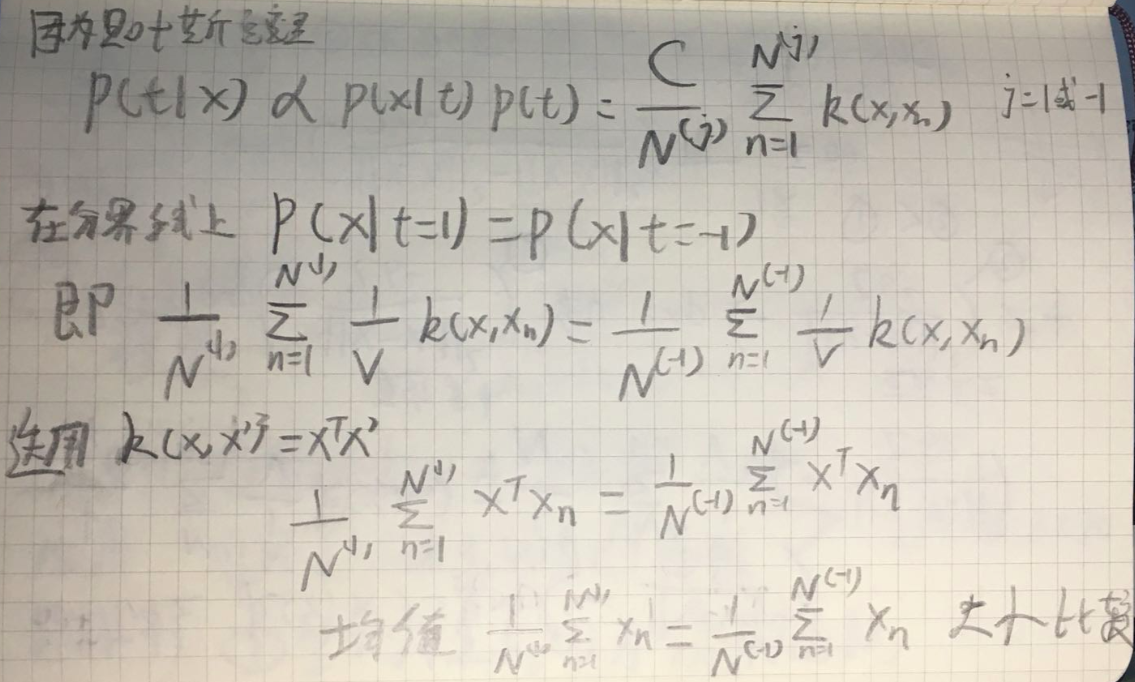 因为贝叶斯定理
p(t|x) ∝ p(x|t) p(t) = \frac{C}{N^{(j)}} \sum_{n=1}^{N^{(j)}} k(x,x_n) j=1或-1
在分界线上 P(x|t=1) = P(x|t=-1)
即 \frac{1}{N^{(1)}} \sum_{n=1}^{N^{(1)}} \frac{1}{V} k(x,x_n) = \frac{1}{N^{(-1)}} \sum_{n=1}^{N^{(-1)}} \frac{1}{V} k(x,x_n)
选用 k(x,x') = x^T x'
\frac{1}{N^{(1)}} \sum_{n=1}^{N^{(1)}} x^T x_n = \frac{1}{N^{(-1)}} \sum_{n=1}^{N^{(-1)}} x^T x_n
均值 \frac{1}{N^{(1)}} \sum_{n=1}^{N^{(1)}} x_n = \frac{1}{N^{(-1)}} \sum_{n=1}^{N^{(-1)}} x_n 大小比较